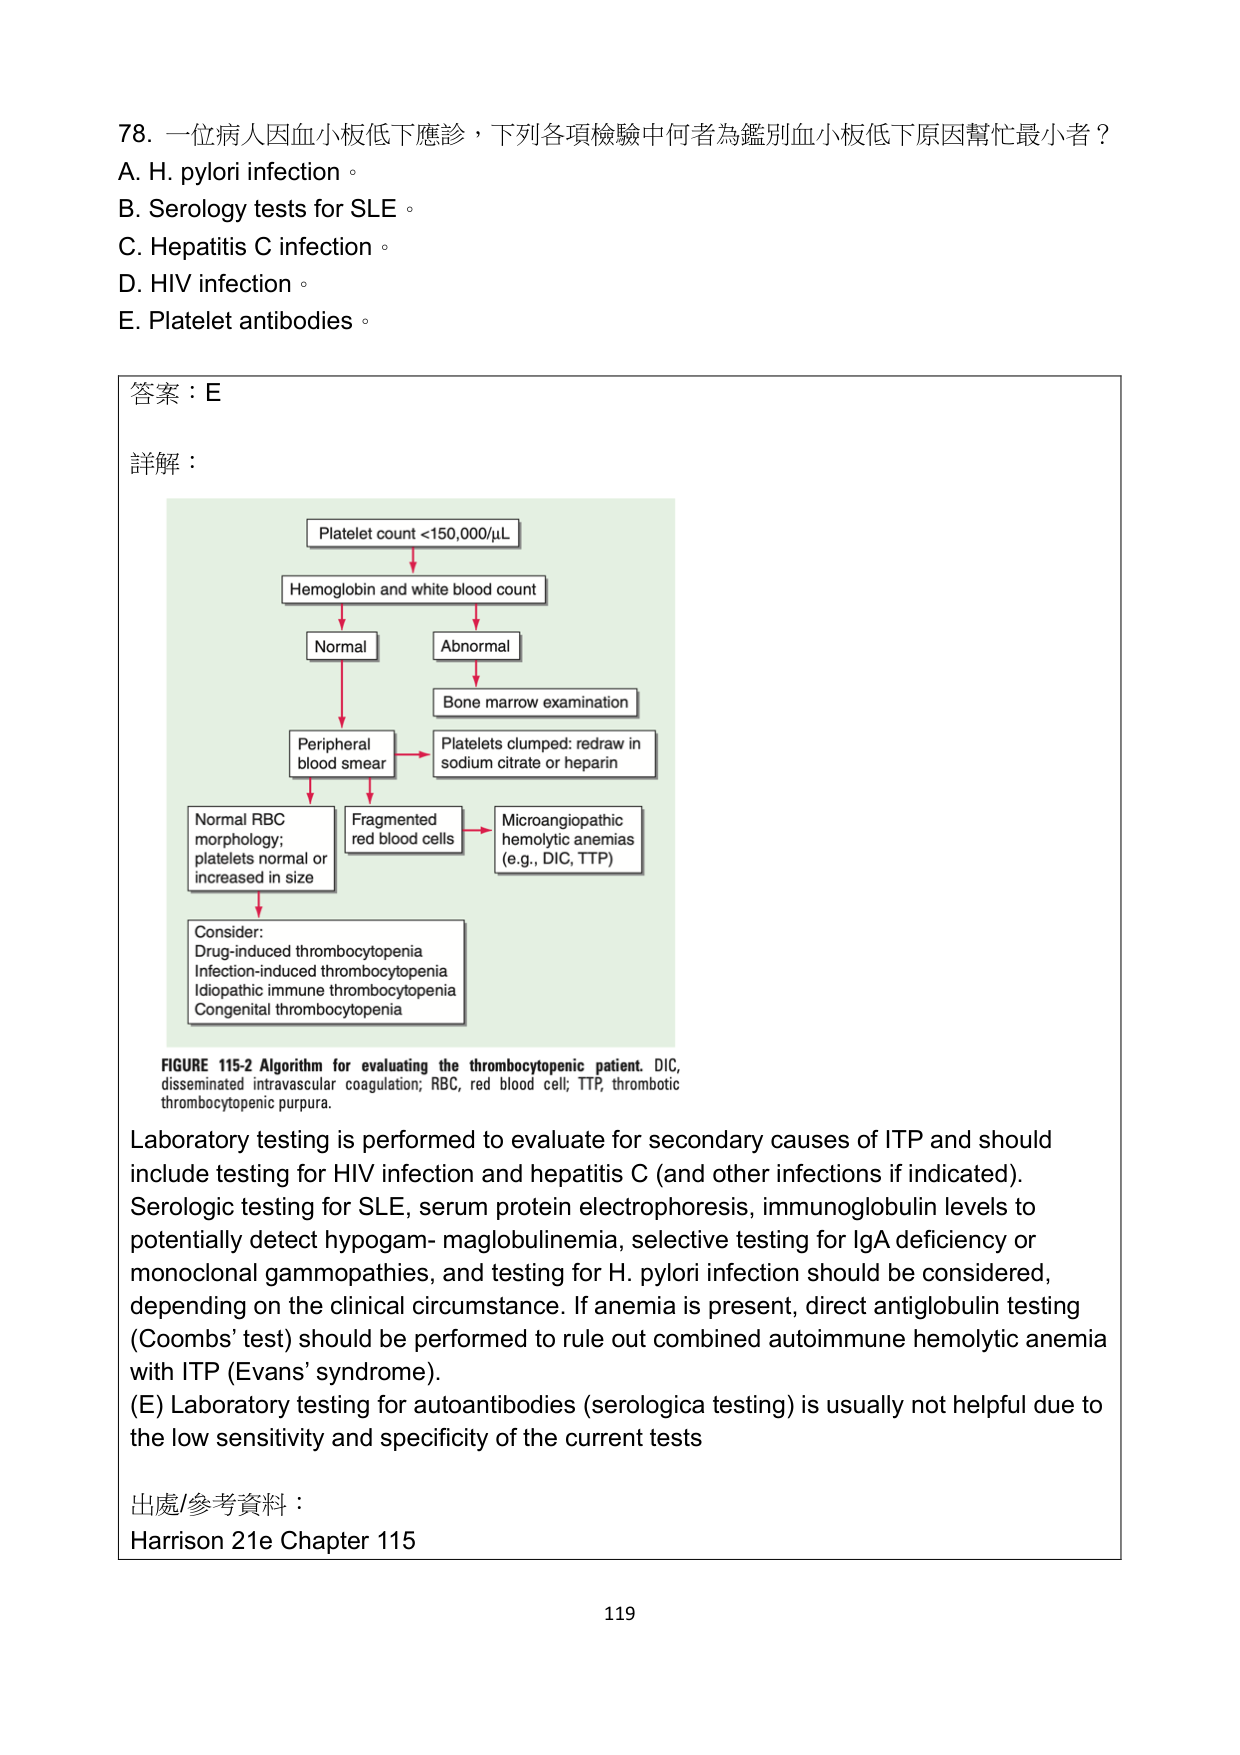 78. 一位病人因血小板低下應診，下列各項檢驗中何者為鑑別血小板低下原因幫忙最小者？
A. H. pylori infection。
B. Serology tests for SLE。
C. Hepatitis C infection。
D. HIV infection。
E. Platelet antibodies。
答案：E
詳解：
Platelet count <150,000/μL
Hemoglobin and white blood count
Normal
Abnormal
Bone marrow examination
Peripheral
blood smear
Platelets clumped: redraw in
sodium citrate or heparin
Normal RBC
morphology;
platelets normal or
increased in size
Fragmented
red blood cells
Microangiopathic
hemolytic anemias
(e.g., DIC, TTP)
Consider:
Drug-induced thrombocytopenia
Infection-induced thrombocytopenia
Idiopathic immune thrombocytopenia
Congenital thrombocytopenia
FIGURE 115-2 Algorithm for evaluating the thrombocytopenic patient. DIC,
disseminated intravascular coagulation; RBC, red blood cell; TTP, thrombotic
thrombocytopenic purpura.
Laboratory testing is performed to evaluate for secondary causes of ITP and should
include testing for HIV infection and hepatitis C (and other infections if indicated).
Serologic testing for SLE, serum protein electrophoresis, immunoglobulin levels to
potentially detect hypogam- maglobulinemia, selective testing for IgA deficiency or
monoclonal gammopathies, and testing for H. pylori infection should be considered,
depending on the clinical circumstance. If anemia is present, direct antiglobulin testing
(Coombs’ test) should be performed to rule out combined autoimmune hemolytic anemia
with ITP (Evans’ syndrome).
(E) Laboratory testing for autoantibodies (serologica testing) is usually not helpful due to
the low sensitivity and specificity of the current tests
出處/參考資料：
Harrison 21e Chapter 115
119